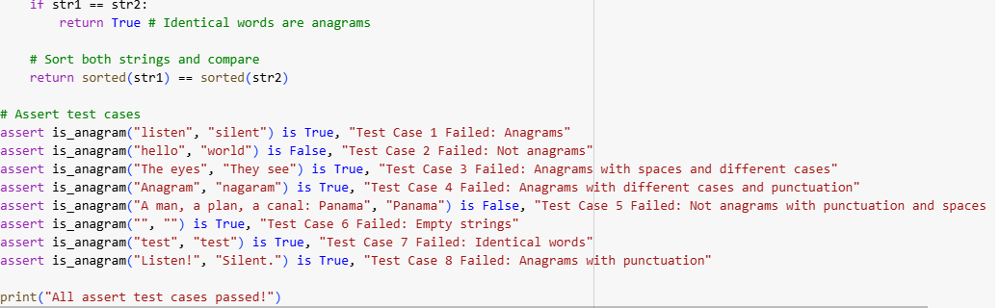 if str1 == str2:
return True # Identical words are anagrams
# Sort both strings and compare
return sorted(str1) == sorted(str2)
# Assert test cases
assert is_anagram("listen", "silent") is True, "Test Case 1 Failed: Anagrams"
assert is_anagram("hello", "world") is False, "Test Case 2 Failed: Not anagrams"
assert is_anagram("The eyes", "They see") is True, "Test Case 3 Failed: Anagrams with spaces and different cases"
assert is_anagram("Anagram", "nagaram") is True, "Test Case 4 Failed: Anagrams with different cases and punctuation"
assert is_anagram("A man, a plan, a canal: Panama", "Panama") is False, "Test Case 5 Failed: Not anagrams with punctuation and spaces
assert is_anagram("", "") is True, "Test Case 6 Failed: Empty strings"
assert is_anagram("test", "test") is True, "Test Case 7 Failed: Identical words"
assert is_anagram("Listen!", "Silent.") is True, "Test Case 8 Failed: Anagrams with punctuation"
print("All assert test cases passed!")